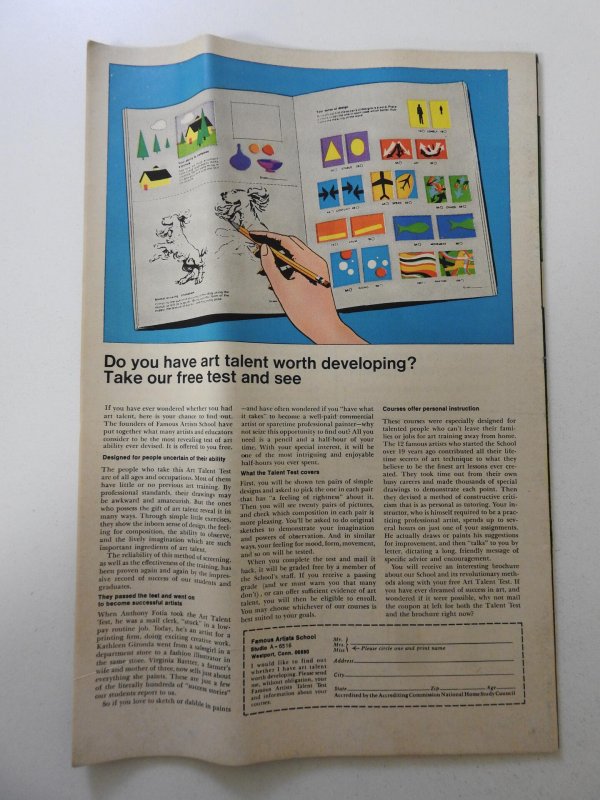 Do you have art talent worth developing?
Take our free test and see
If you have ever wondered whether you had
art talent, here is your chance to find out.
The founders of Famous Artists School have
put together what many artists and educators
consider to be the most revealing test of art
ability ever devised. It is offered to you free.
Designed for people uncertain of their ability
The people who take this Art Talent Test
are of all ages and occupations. Most of them
have little or no previous art training. By
professional standards, their drawings may
be awkward and amateurish. But the ones
who possess the gift of art talent reveal it in
many ways. Through simple little exercises,
they show the inborn sense of design, the feel-
ing for composition, the ability to observe,
and the lively imagination which are such
important ingredients of art talent.
The reliability of this method of screening,
as well as the effectiveness of the training, has
been proven again and again by the impres-
sive record of success of our students and
graduates.
They passed the test and went on
to become successful artists
When Anthony Fotia took the Art Talent
Test, he was a mail clerk, "stuck" in a low-
pay routine job. Today, he's an artist for a
printing firm, doing exciting creative work.
Kathleen Gironda went from a salesgirl in a
department store to a fashion illustrator in
the same store. Virginia Bartter, a farmer's
wife and mother of three, now sells just about
everything she paints. These are just a few
of the literally hundreds of "success stories"
our students report to us.
So if you love to sketch or dabble in paints
—and have often wondered if you "have what
it takes" to become a well-paid commercial
artist or sparetime professional painter—why
not seize this opportunity to find out? All you
need is a pencil and a half-hour of your
time. With your special interest, it will be
one of the most intriguing and enjoyable
half-hours you ever spent.
What the Talent Test covers
First, you will be shown ten pairs of simple
designs and asked to pick the one in each pair
that has "a feeling of rightness" about it.
Then you will see twenty pairs of pictures,
and check which composition in each pair is
more pleasing. You'll be asked to do original
sketches to demonstrate your imagination
and powers of observation. And in similar
ways, your feeling for mood, form, movement,
and so on will be tested.
When you complete the test and mail it
back, it will be graded free by a member of
the School's staff. If you receive a passing
grade (and we must warn you that many
don't), or can offer sufficient evidence of art
talent, you will then be eligible to enroll.
You may choose whichever of our courses is
best suited to your goals.
Courses offer personal instruction
These courses were especially designed for
talented people who can't leave their fami-
lies or jobs for art training away from home.
The 12 famous artists who started the School
over 19 years ago contributed all their life-
time secrets of art technique to what they
believe to be the finest art lessons ever cre-
ated. They took time out from their own
busy careers and made thousands of special
drawings to demonstrate each point. Then
they devised a method of constructive criti-
cism that is as personal as tutoring. Your in-
structor, who is himself required to be a prac-
ticing professional artist, spends up to sev-
eral hours on just one of your assignments.
He actually draws or paints his suggestions
for improvement, and then "talks" to you by
letter, dictating a long, friendly message of
specific advice and encouragement.
You will receive an interesting brochure
about our School and its revolutionary meth-
ods along with your free Art Talent Test. If
you have ever dreamed of success in art, and
wondered if it were possible, why not mail
the coupon at left for both the Talent Test
and the brochure right now?
Famous Artists School
Studio A-6516
Westport, Conn. 06880
I would like to find out
whether I have art talent
worth developing. Please send
me, without obligation, your
Famous Artists Talent Test
and information about your
courses.
Mr.
Mrs.
Miss
Please circle one and print name
Address
City
State Zip Age
Accredited by the Accrediting Commission National Home Study Council